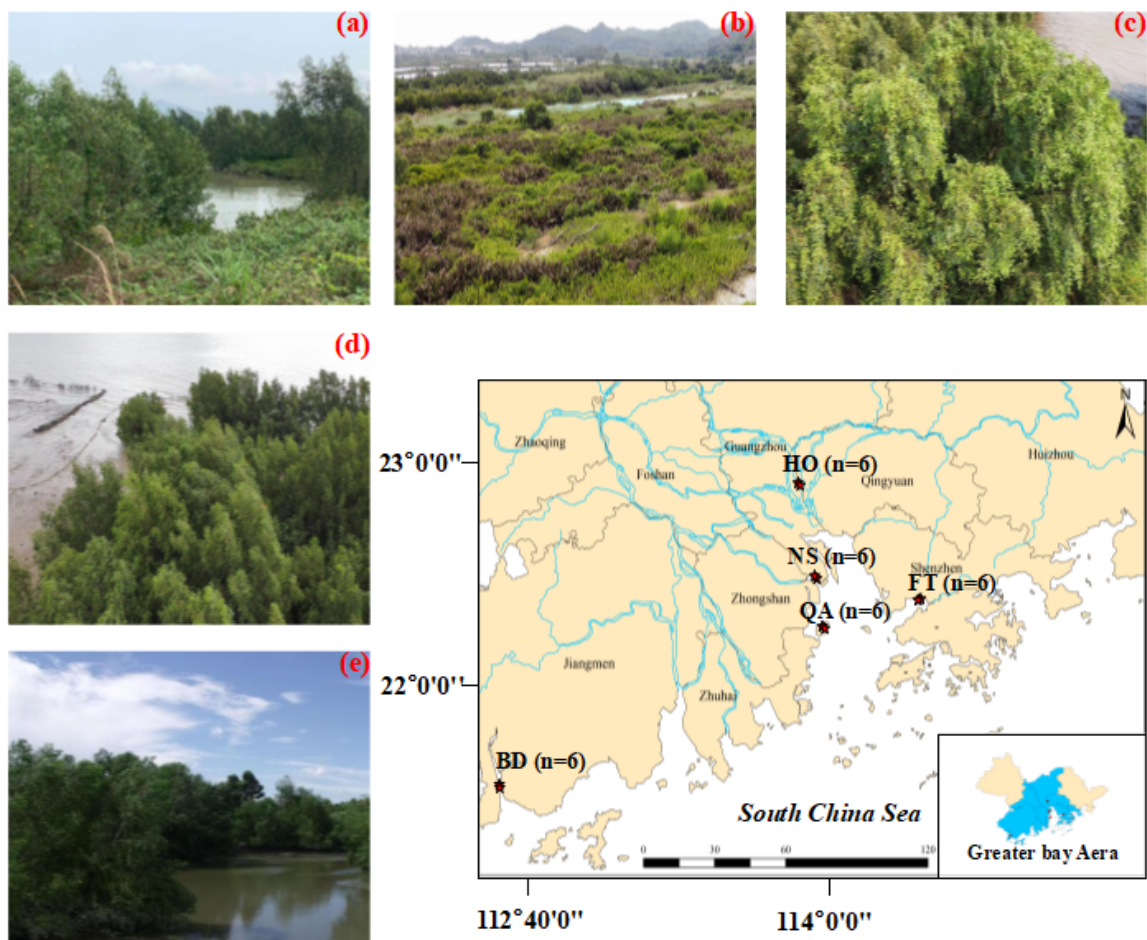 (a)
(b)
(c)
(d)
(e)
N
Zhaoqing
Guangzhou
Huizhou
23°0'0''
Foshan
HO (n=6)
Qingyuan
NS (n=6)
Shenzhen
FT (n=6)
Zhongshan
QA (n=6)
Jiangmen
22°0'0''
Zhuhai
BD (n=6)
South China Sea
0 30 60 120
Greater bay Aera
112°40'0''
114°0'0''